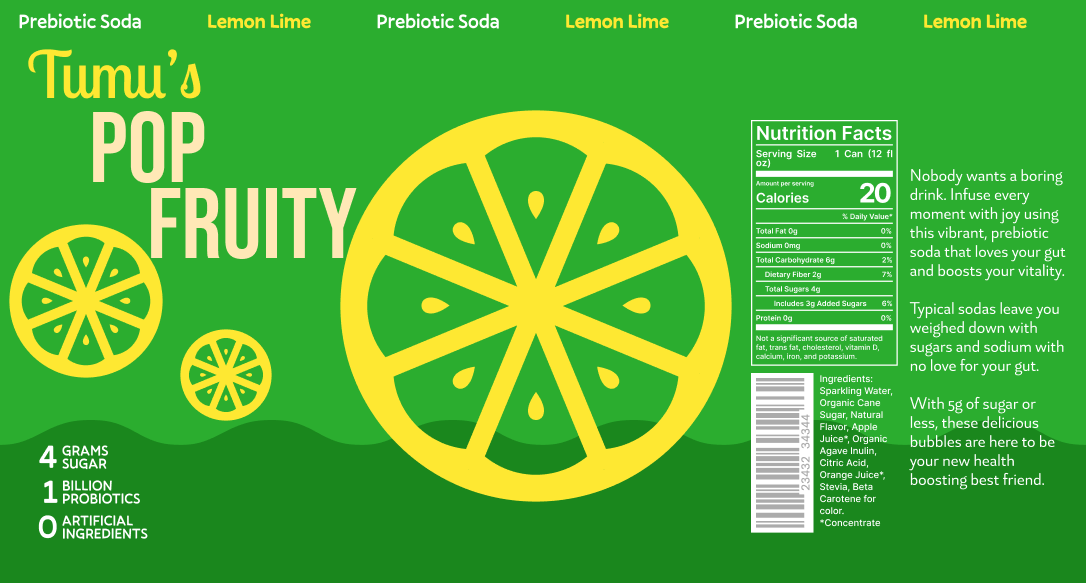 Prebiotic Soda Lemon Lime Prebiotic Soda Lemon Lime Prebiotic Soda Lemon Lime
Tumu's
POP
FRUITY
4 GRAMS
SUGAR
1 BILLION
PROBIOTICS
0 ARTIFICIAL
INGREDIENTS
Nutrition Facts
Serving Size 1 Can (12 fl
oz)
Amount per serving
Calories 20
% Daily Value*
Total Fat 0g 0%
Sodium 0mg 0%
Total Carbohydrate 6g 2%
Dietary Fiber 2g 7%
Total Sugars 4g
Includes 3g Added Sugars 6%
Protein 0g 0%
Not a significant source of saturated
fat, trans fat, cholesterol, vitamin D,
calcium, iron, and potassium.
23432 34344
Ingredients:
Sparkling Water,
Organic Cane
Sugar, Natural
Flavor, Apple
Juice*, Organic
Agave Inulin,
Citric Acid,
Orange Juice*,
Stevia, Beta
Carotene for
color.
*Concentrate
Nobody wants a boring
drink. Infuse every
moment with joy using
this vibrant, prebiotic
soda that loves your gut
and boosts your vitality.
Typical sodas leave you
weighed down with
sugars and sodium with
no love for your gut.
With 5g of sugar or
less, these delicious
bubbles are here to be
your new health
boosting best friend.